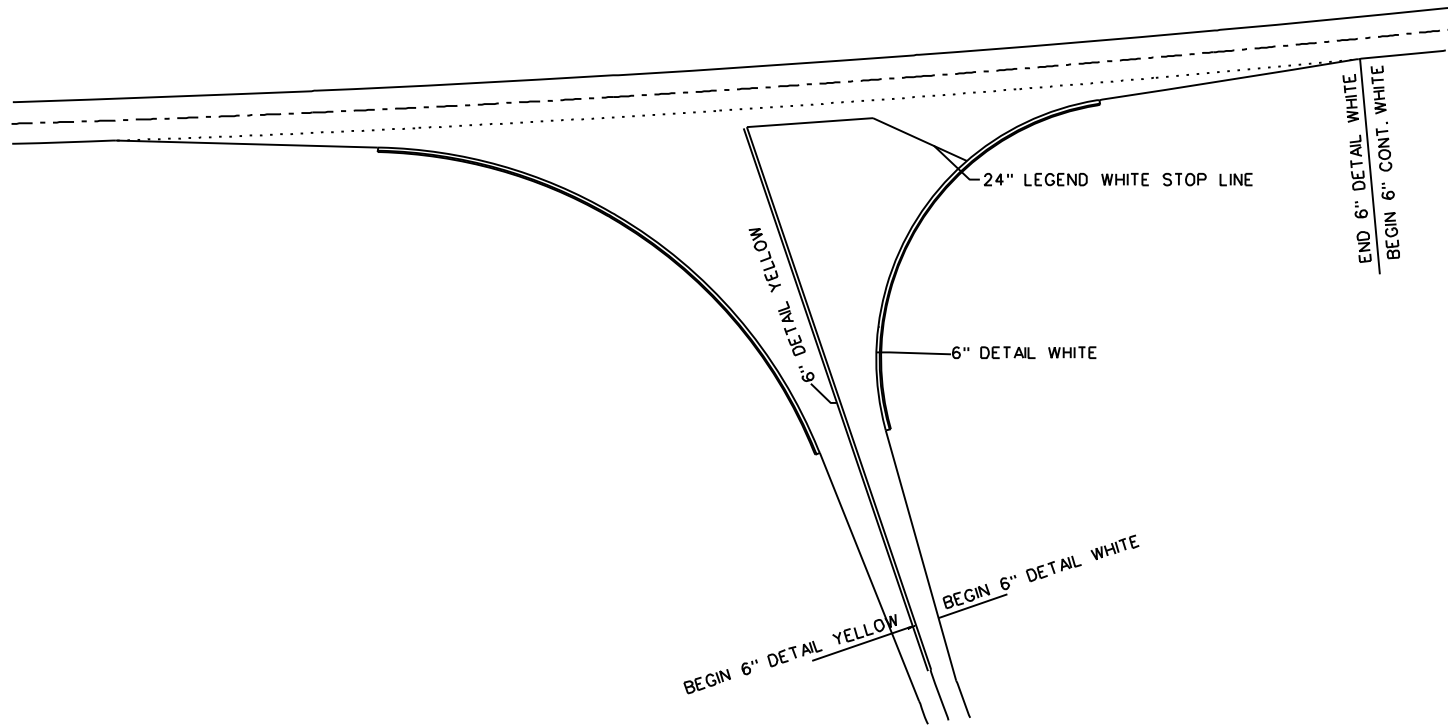 END 6" DETAIL WHITE
BEGIN 6" CONT. WHITE
24" LEGEND WHITE STOP LINE
6" DETAIL YELLOW
6" DETAIL WHITE
BEGIN 6" DETAIL WHITE
BEGIN 6" DETAIL YELLOW